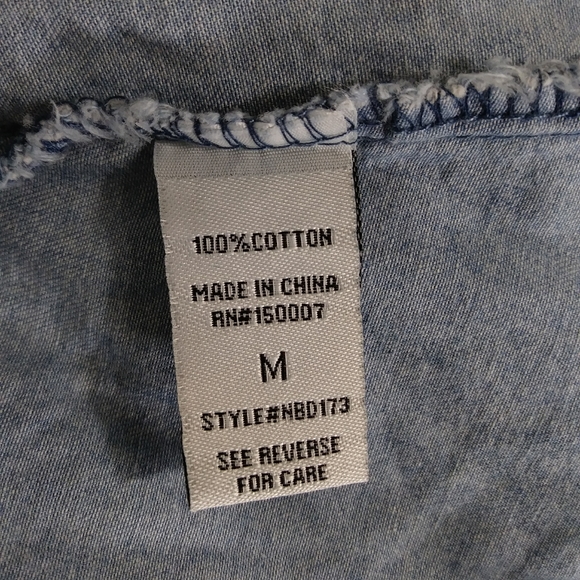 100%COTTON
MADE IN CHINA
RN#150007
M
STYLE#NBD173
SEE REVERSE
FOR CARE